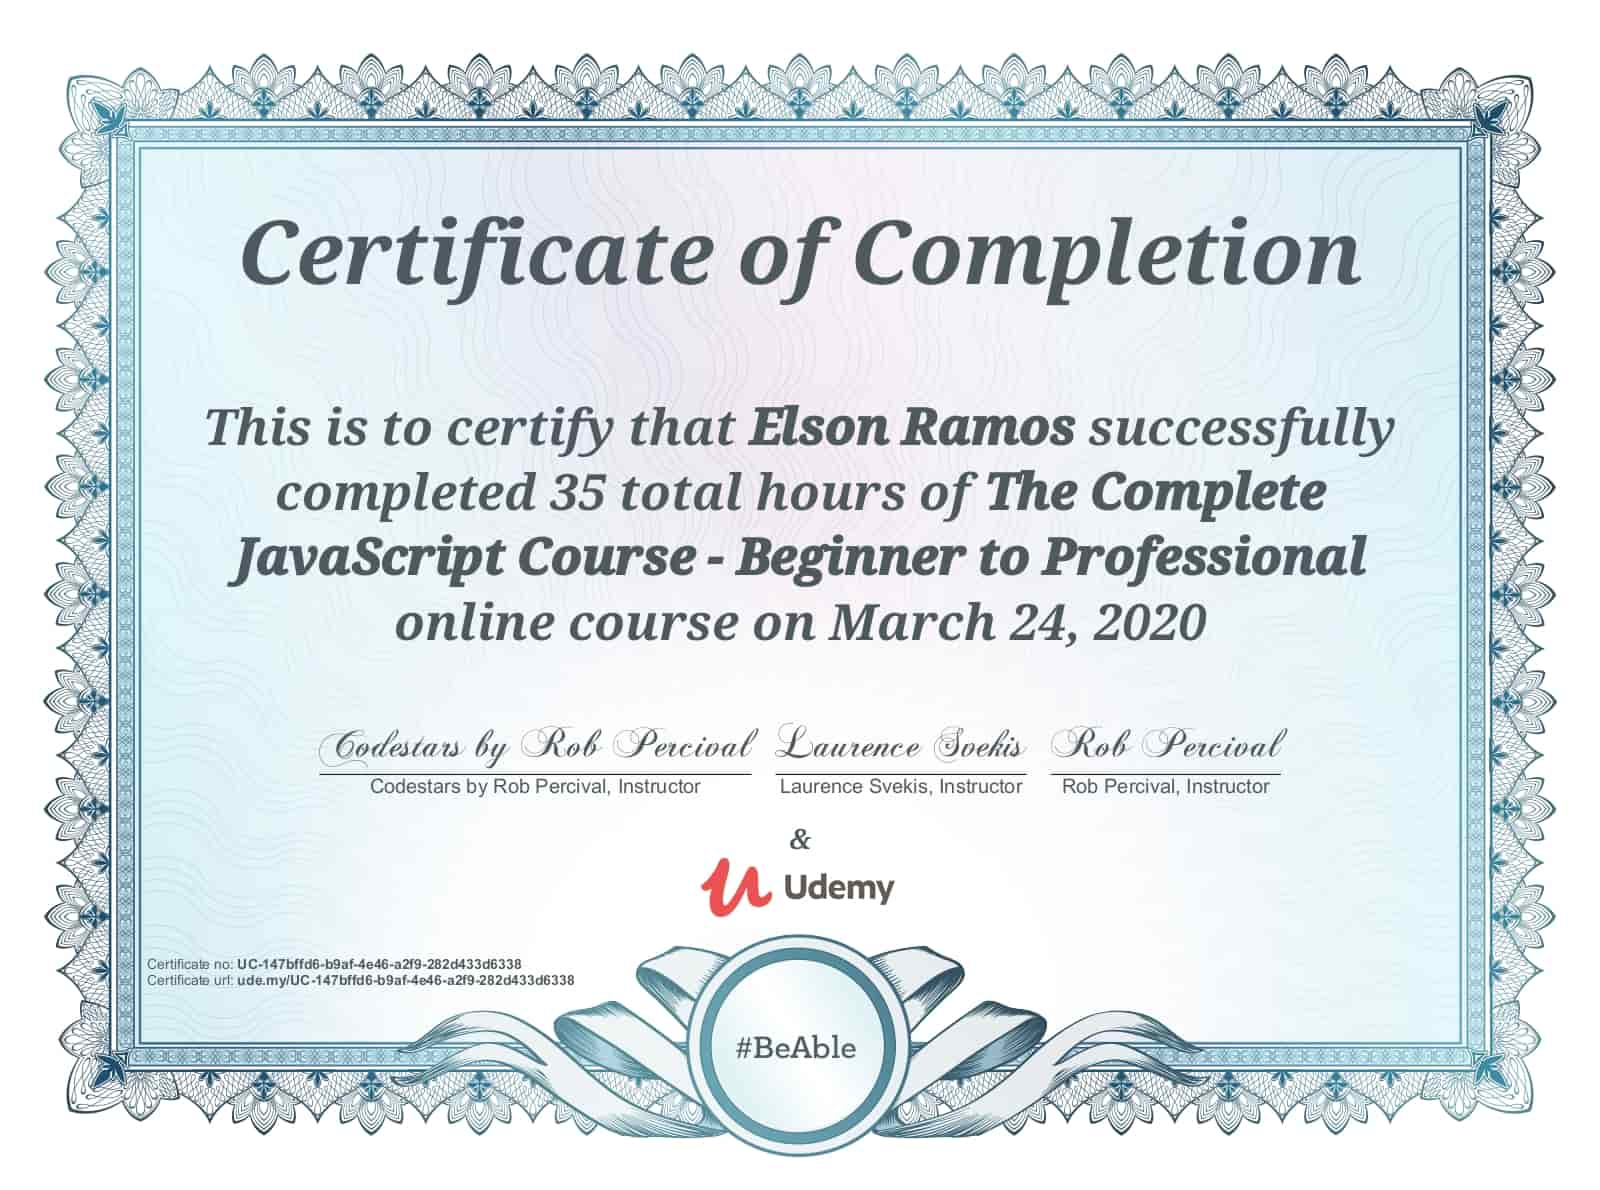 Certificate of Completion
This is to certify that Elson Ramos successfully
completed 35 total hours of The Complete
JavaScript Course - Beginner to Professional
online course on March 24, 2020
Codestars by Rob Percival Laurence Svekis Rob Percival
Codestars by Rob Percival, Instructor Laurence Svekis, Instructor Rob Percival, Instructor
&
Udemy
Certificate no: UC-147bffd6-b9af-4e46-a2f9-282d433d6338
Certificate url: ude.my/UC-147bffd6-b9af-4e46-a2f9-282d433d6338
#BeAble